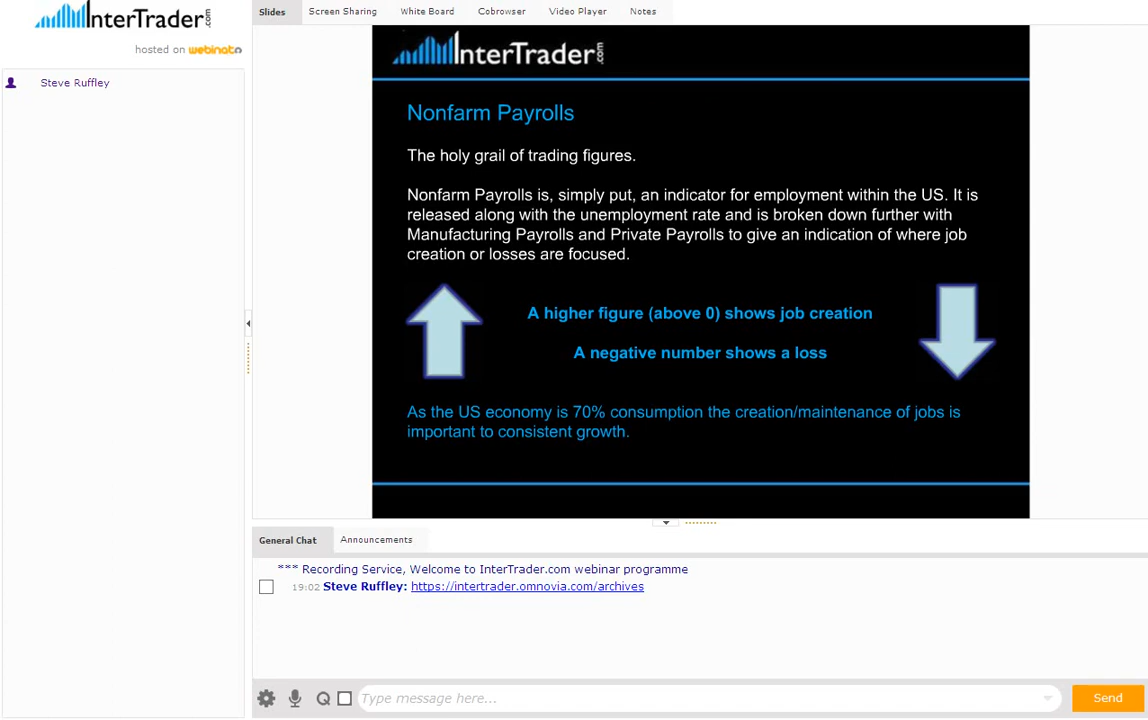 InterTrader.com
hosted on webinato
Steve Ruffley
Slides
Screen Sharing
White Board
Cobrowser
Video Player
Notes
InterTrader.com
Nonfarm Payrolls
The holy grail of trading figures.
Nonfarm Payrolls is, simply put, an indicator for employment within the US. It is
released along with the unemployment rate and is broken down further with
Manufacturing Payrolls and Private Payrolls to give an indication of where job
creation or losses are focused.
A higher figure (above 0) shows job creation
A negative number shows a loss
As the US economy is 70% consumption the creation/maintenance of jobs is
important to consistent growth.
General Chat
Announcements
*** Recording Service, Welcome to InterTrader.com webinar programme
19:02 Steve Ruffley: https://intertrader.omnovia.com/archives
Q
Type message here...
Send